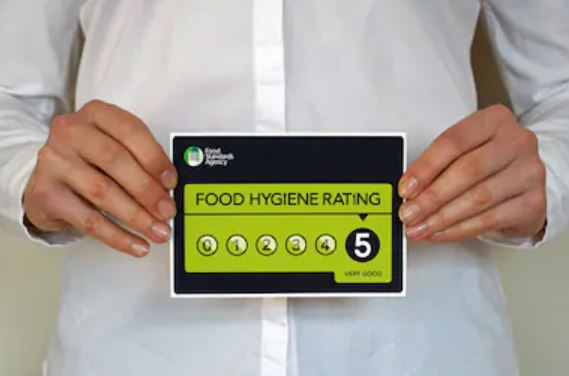 Food
Standards
Agency
FOOD HYGIENE RATING
0 1 2 3 4 5
VERY GOOD